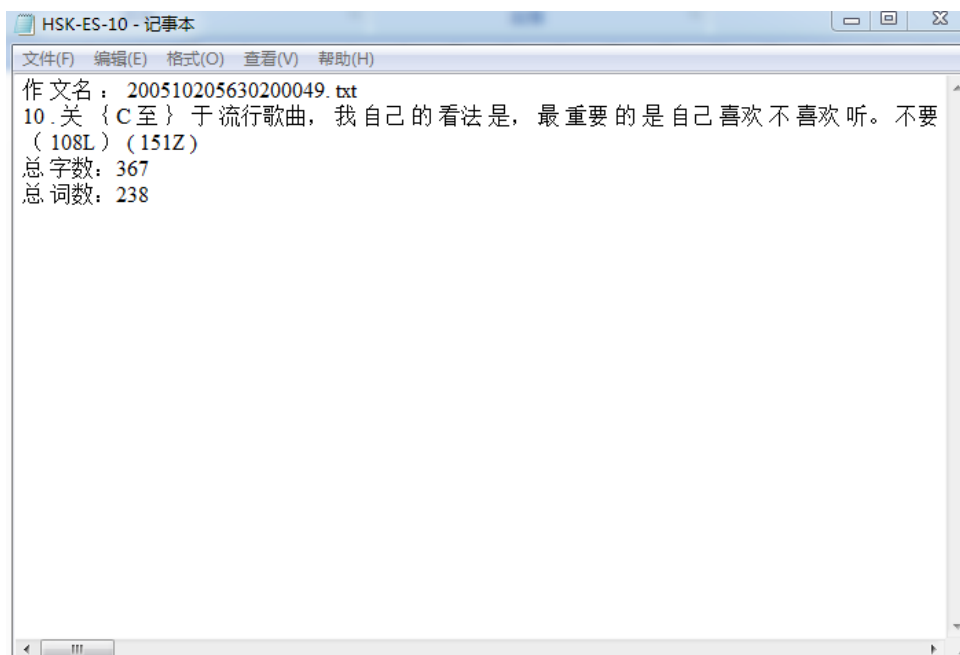 HSK-ES-10 - 记事本
文件(F) 编辑(E) 格式(O) 查看(V) 帮助(H)
作文名： 200510205630200049.txt
10.关｛C至｝于流行歌曲，我自己的看法是，最重要的是自己喜欢不喜欢听。不要
（108L）(151Z)
总字数：367
总词数：238